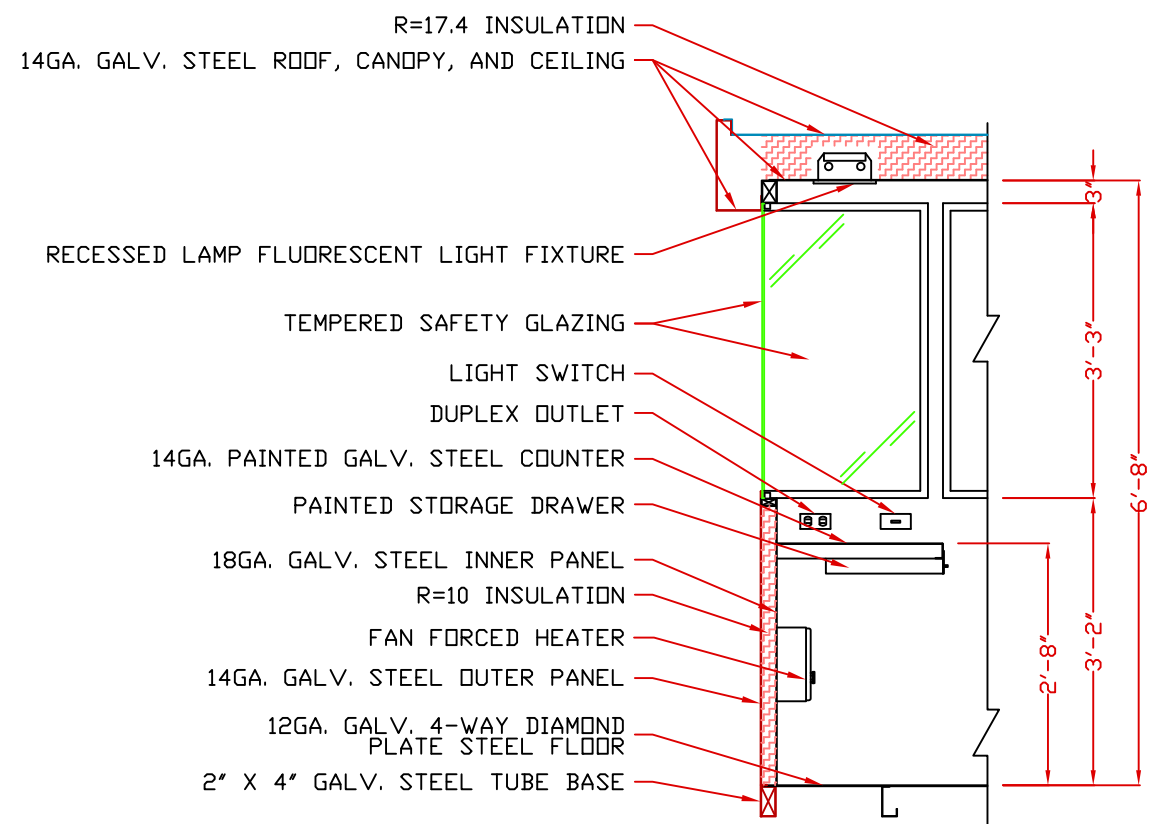 R=17.4 INSULATION
14GA. GALV. STEEL ROOF, CANOPY, AND CEILING
3"
RECESSED LAMP FLUORESCENT LIGHT FIXTURE
TEMPERED SAFETY GLAZING
3'-3"
LIGHT SWITCH
DUPLEX OUTLET
14GA. PAINTED GALV. STEEL COUNTER
6'-8"
PAINTED STORAGE DRAWER
18GA. GALV. STEEL INNER PANEL
R=10 INSULATION
FAN FORCED HEATER
3'-2"
2'-8"
14GA. GALV. STEEL OUTER PANEL
12GA. GALV. 4-WAY DIAMOND
PLATE STEEL FLOOR
2" X 4" GALV. STEEL TUBE BASE